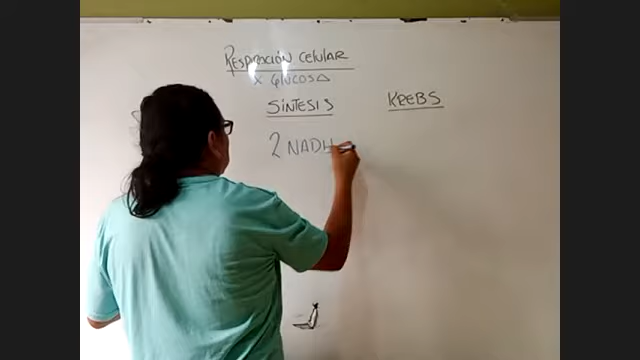 RESPIRACIÓN CELULAR
X GLUCOSA
SÍNTESIS KREBS
2 NADH